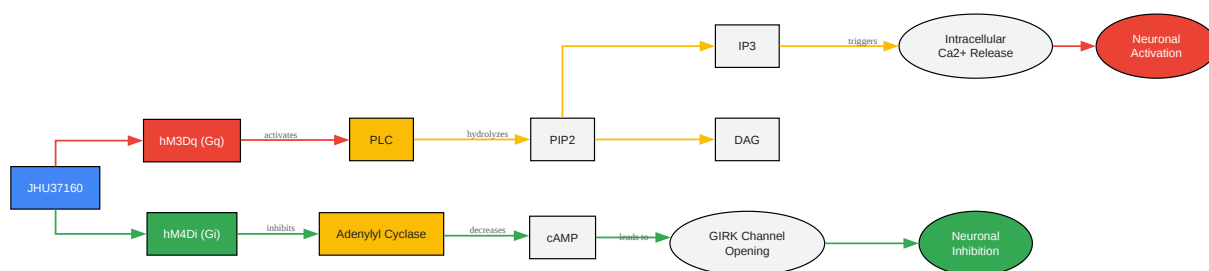 IP3
triggers
Intracellular
Ca2+ Release
Neuronal
Activation
hM3Dq (Gq)
activates
PLC
hydrolyzes
PIP2
DAG
JHU37160
hM4Di (Gi)
inhibits
Adenylyl Cyclase
decreases
cAMP
leads to
GIRK Channel
Opening
Neuronal
Inhibition